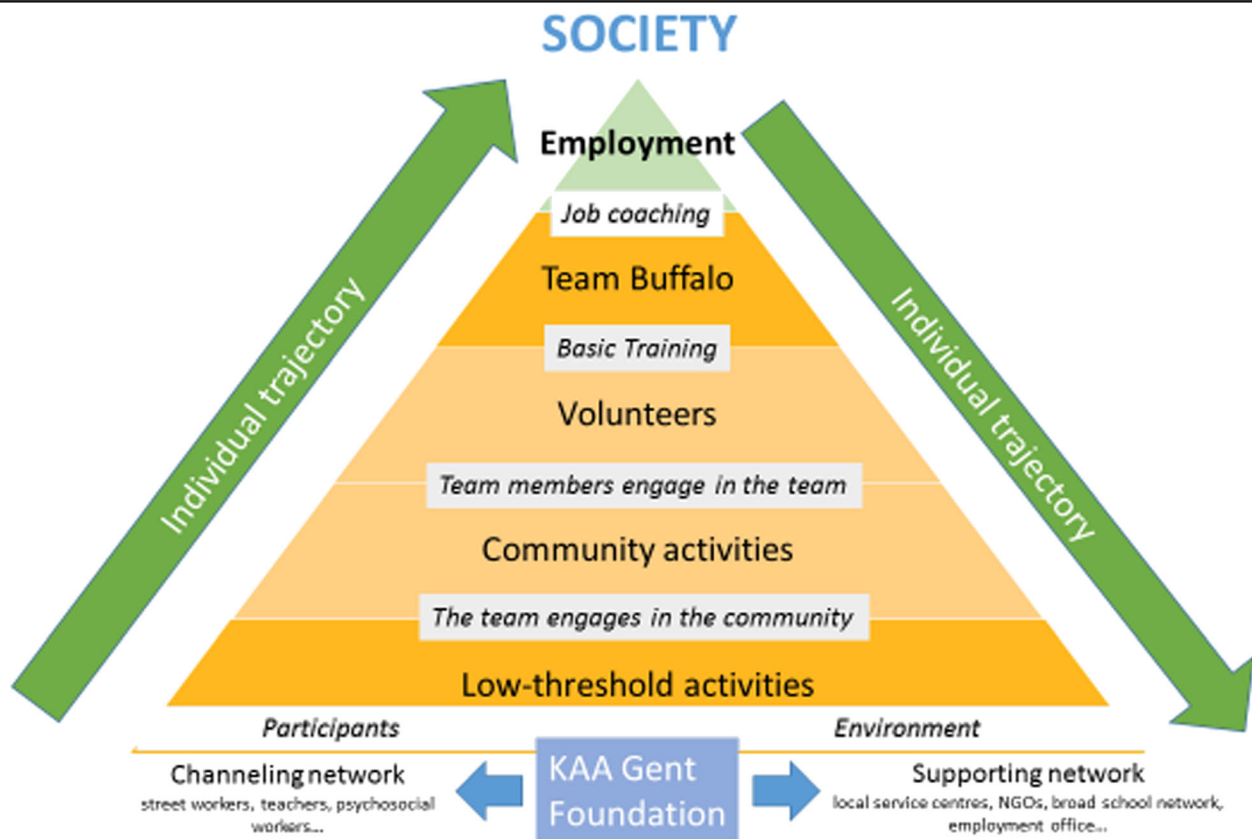 SOCIETY
Employment
Job coaching
Team Buffalo
Basic Training
Volunteers
Team members engage in the team
Community activities
The team engages in the community
Low-threshold activities
Individual trajectory
Individual trajectory
Participants
Environment
Channeling network
street workers, teachers, psychosocial
workers...
KAA Gent
Foundation
Supporting network
local service centres, NGOs, broad school network,
employment office...